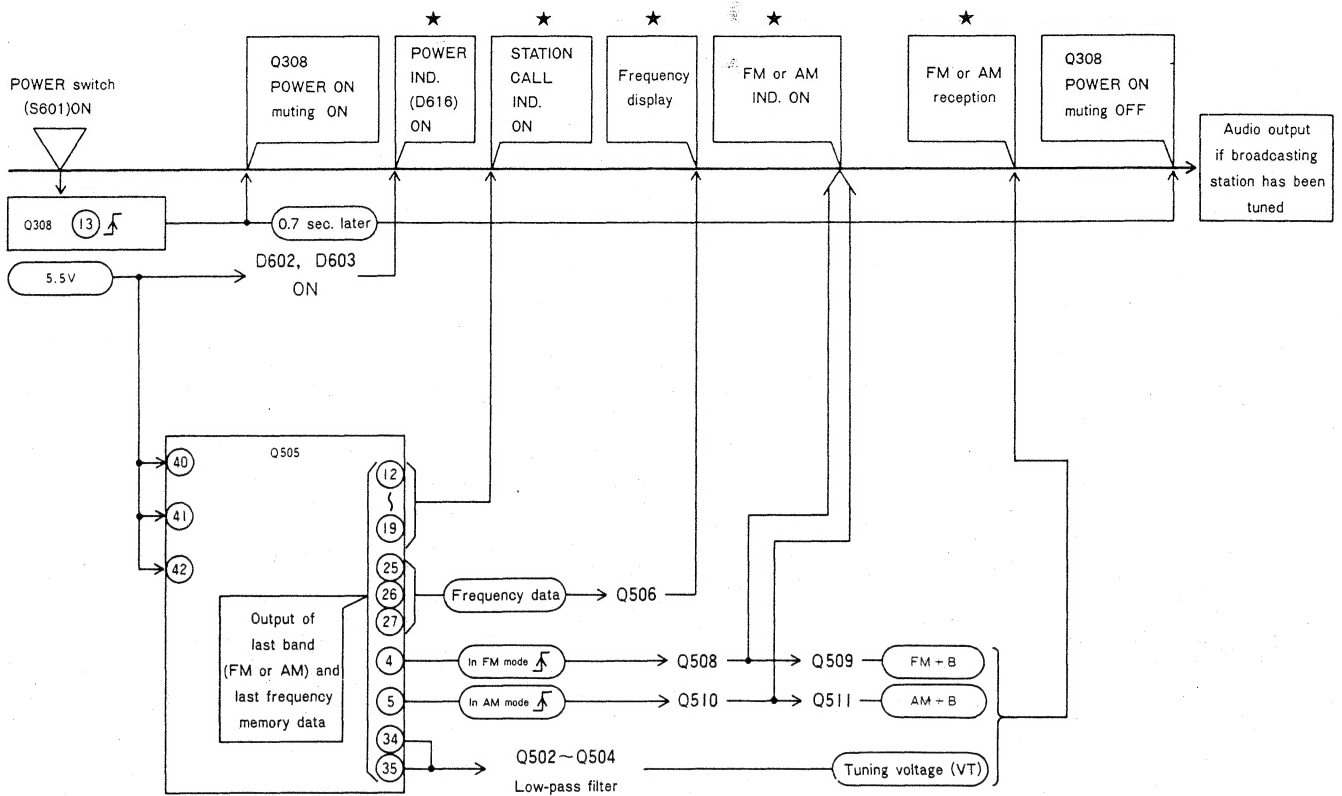 ★ ★ ★ ★ ★
POWER switch
(S601)ON
Q308
POWER ON
muting ON
POWER
IND.
(D616)
ON
STATION
CALL
IND.
ON
Frequency
display
FM or AM
IND. ON
FM or AM
reception
Q308
POWER ON
muting OFF
Audio output
if broadcasting
station has been
tuned
Q308 13
0.7 sec. later
5.5V
D602, D603
ON
Q505
40
41
42
12
~
19
25
26
27
4
5
34
35
Output of
last band
(FM or AM) and
last frequency
memory data
Frequency data
Q506
In FM mode
Q508
Q509
FM + B
In AM mode
Q510
Q511
AM + B
Q502~Q504
Low-pass filter
Tuning voltage (VT)